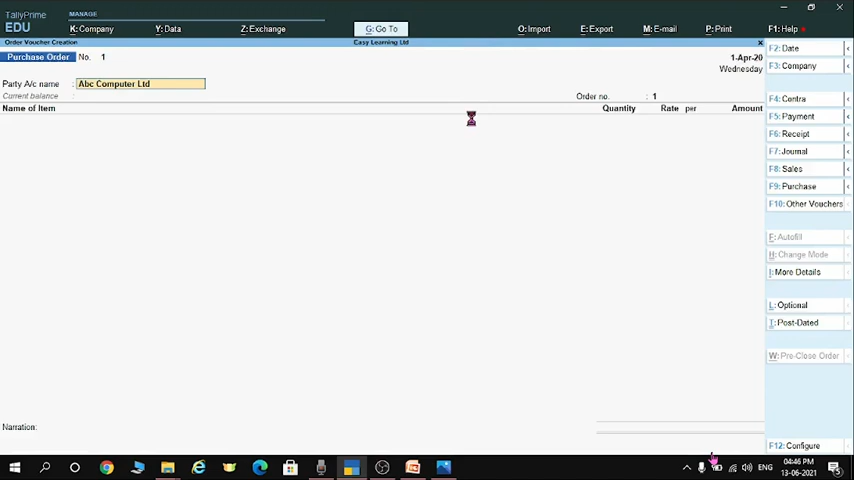 TallyPrime MANAGE
EDU K: Company Y: Data Z: Exchange G: Go To O: Import E: Export M: E-mail P: Print F1: Help
Order Voucher Creation Easy Learning Ltd x
Purchase Order No. 1 1-Apr-20
Wednesday
Party A/c name : Abc Computer Ltd
Current balance : Order no. : 1
Name of Item Quantity Rate per Amount
Narration:
F2: Date
F3: Company
F4: Contra
F5: Payment
F6: Receipt
F7: Journal
F8: Sales
F9: Purchase
F10: Other Vouchers
F: Autofill
H: Change Mode
I: More Details
L: Optional
T: Post-Dated
W: Pre-Close Order
F12: Configure
ENG 04:46 PM
13-06-2021